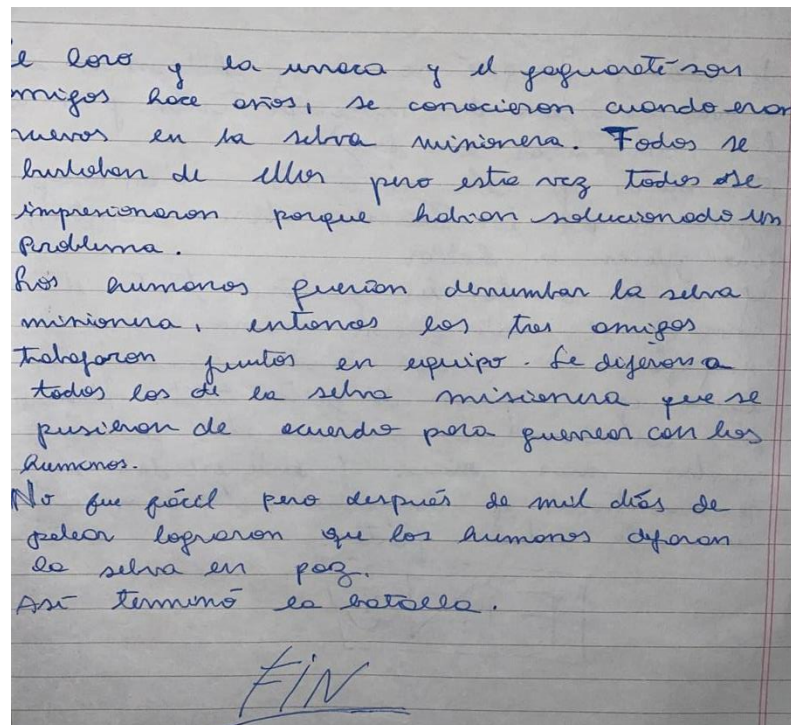 e loro y la urraca y el yaguareté son
migos hace años, se conocieron cuando eran
nuevos en la selva misionera. Todos se
burlaban de ellos pero esta vez todos se
impresionaron porque habían solucionado un
problema.
Los humanos querían derrumbar la selva
misionera, entonces los tres amigos
trabajaron juntos en equipo. Le dijeron a
todos los de la selva misionera que se
pusieron de acuerdo para guerrear con los
humanos.
No fue fácil pero después de mil días de
pelear lograron que los humanos dejaran
la selva en paz.
Así terminó la batalla.
FIN